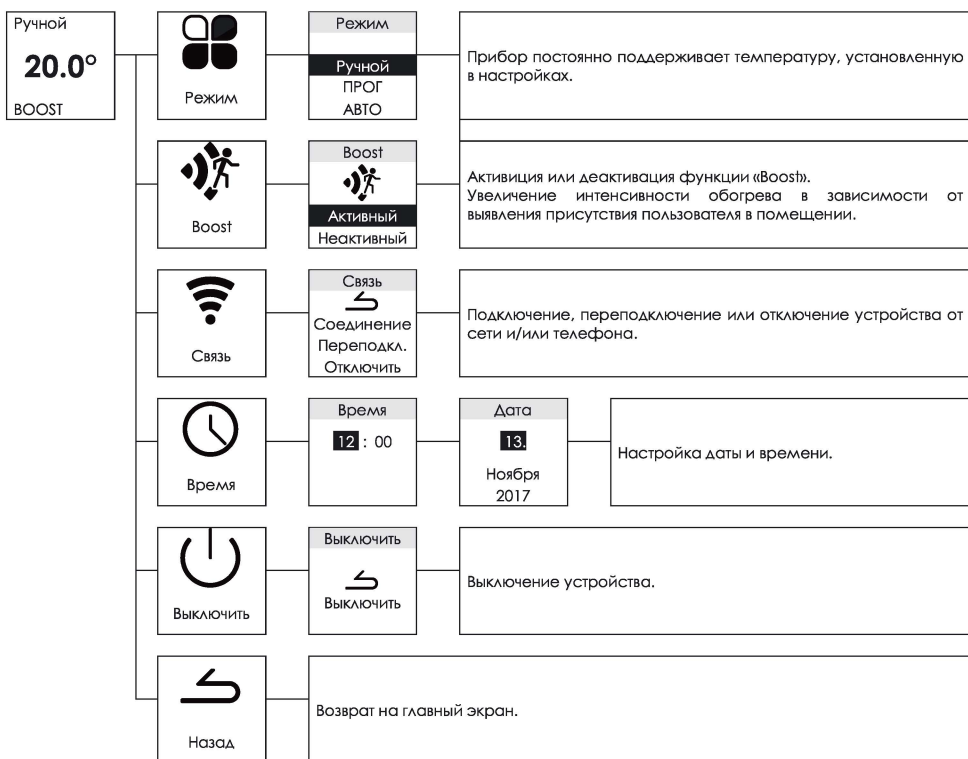 Ручной
20.0°
BOOST
Режим
Режим
Ручной
ПРОГ
АВТО
Прибор постоянно поддерживает температуру, установленную
в настройках.
Boost
Boost
Активный
Неактивный
Активиция или деактивация функции «Boost».
Увеличение интенсивности обогрева в зависимости от
выявления присутствия пользователя в помещении.
Связь
Связь
Соединение
Переподкл.
Отключить
Подключение, переподключение или отключение устройства от
сети и/или телефона.
Время
Время
12 : 00
Дата
13.
Ноября
2017
Настройка даты и времени.
Выключить
Выключить
Выключить
Выключение устройства.
Назад
Возврат на главный экран.